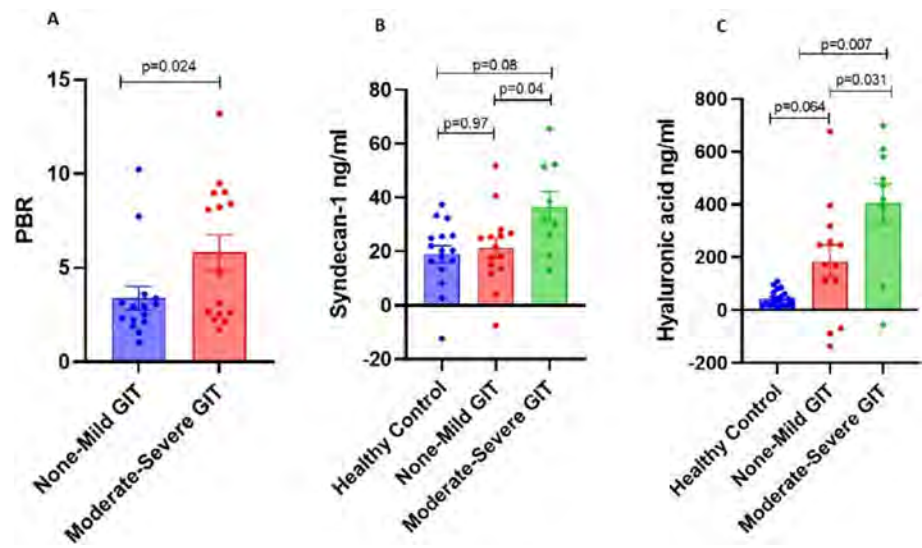 A
p=0.024
15
10
5
0
PBR
None-Mild GIT
Moderate-Severe GIT
B
p=0.08
p=0.04
p=0.97
80
60
40
20
0
-20
Syndecan-1 ng/ml
Healthy Control
None-Mild GIT
Moderate-Severe GIT
C
p=0.007
p=0.031
p=0.064
800
600
400
200
0
-200
Hyaluronic acid ng/ml
Healthy Control
None-Mild GIT
Moderate-Severe GIT